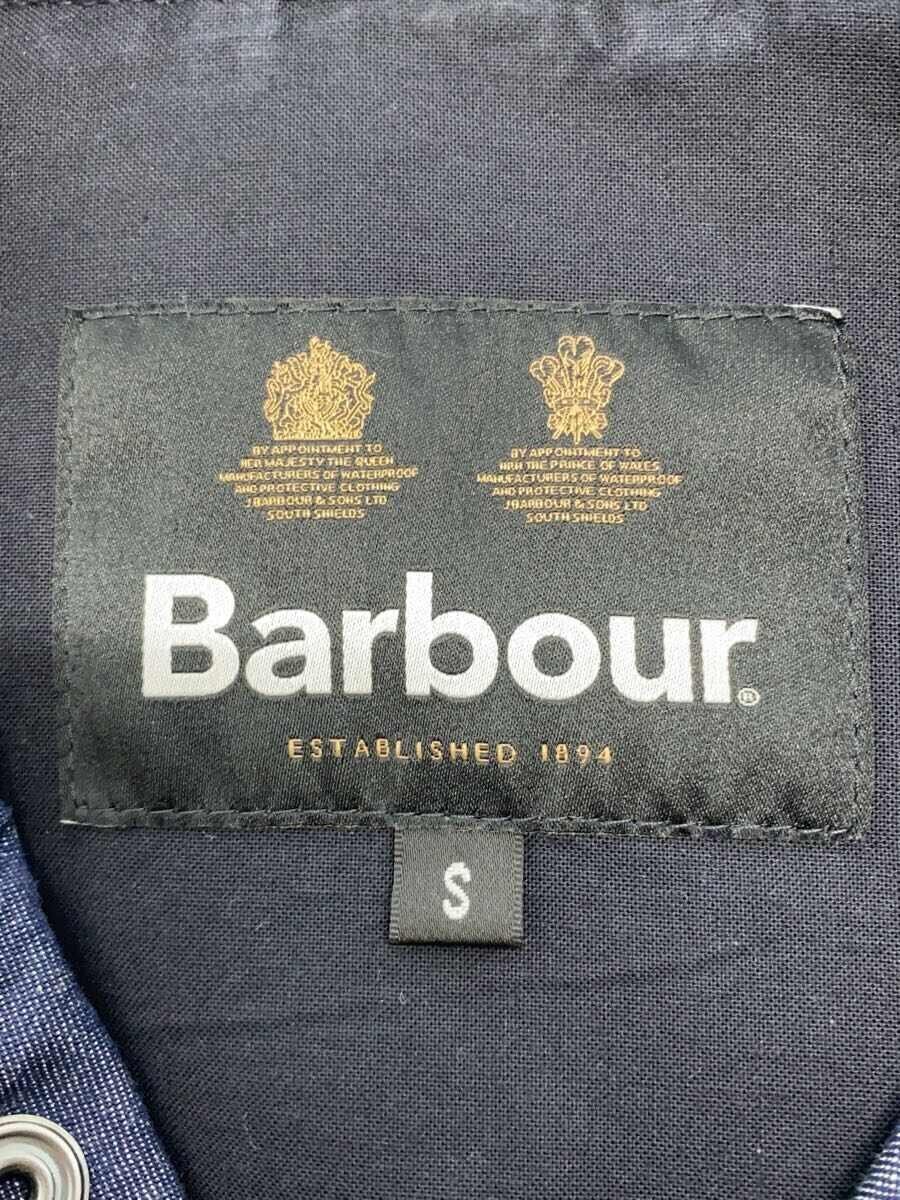 BY APPOINTMENT TO
HER MAJESTY THE QUEEN
MANUFACTURERS OF WATERPROOF
AND PROTECTIVE CLOTHING
J BARBOUR & SONS LTD
SOUTH SHIELDS
BY APPOINTMENT TO
HRH THE PRINCE OF WALES
MANUFACTURERS OF WATERPROOF
AND PROTECTIVE CLOTHING
J BARBOUR & SONS LTD
SOUTH SHIELDS
Barbour®
ESTABLISHED 1894
S